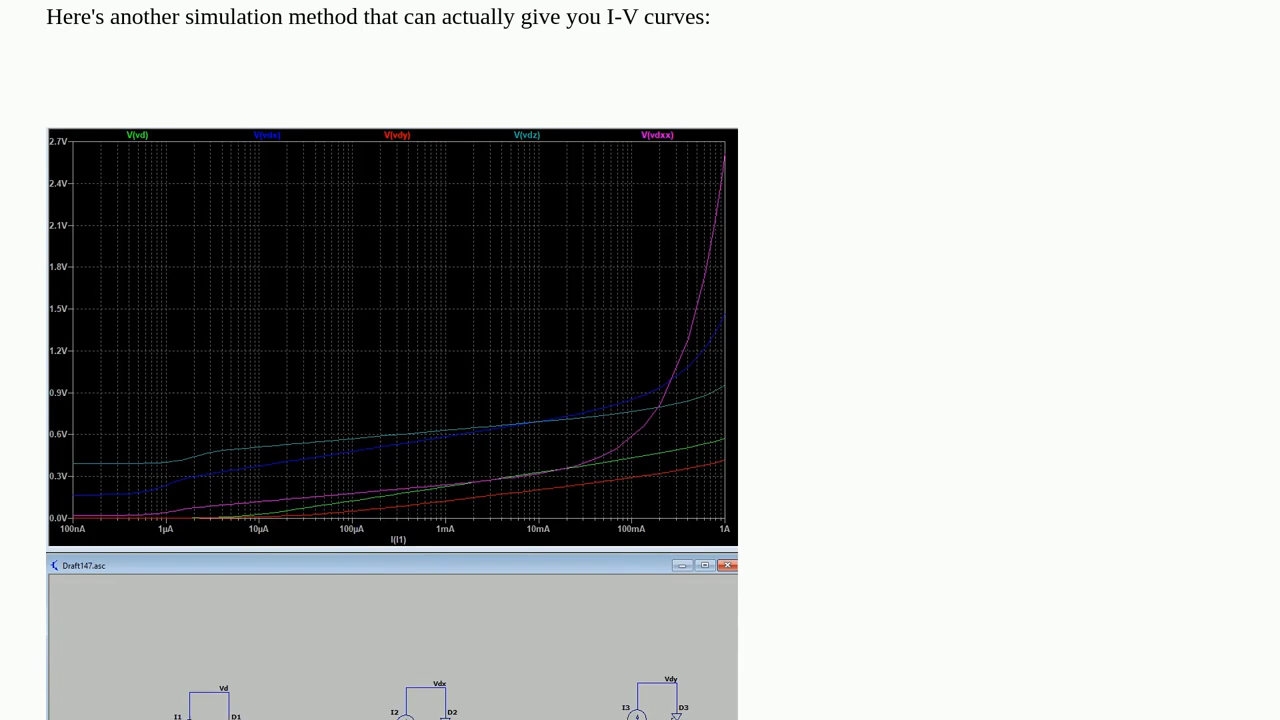 Here's another simulation method that can actually give you I-V curves:
V(vd) V(vdx) V(vdy) V(vdz) V(vdxx)
2.7V
2.4V
2.1V
1.8V
1.5V
1.2V
0.9V
0.6V
0.3V
0.0V
100nA 1µA 10µA 100µA 1mA 10mA 100mA 1A
I(I1)
Draft147.asc
Vd Vdx Vdy
I1 D1 I2 D2 I3 D3